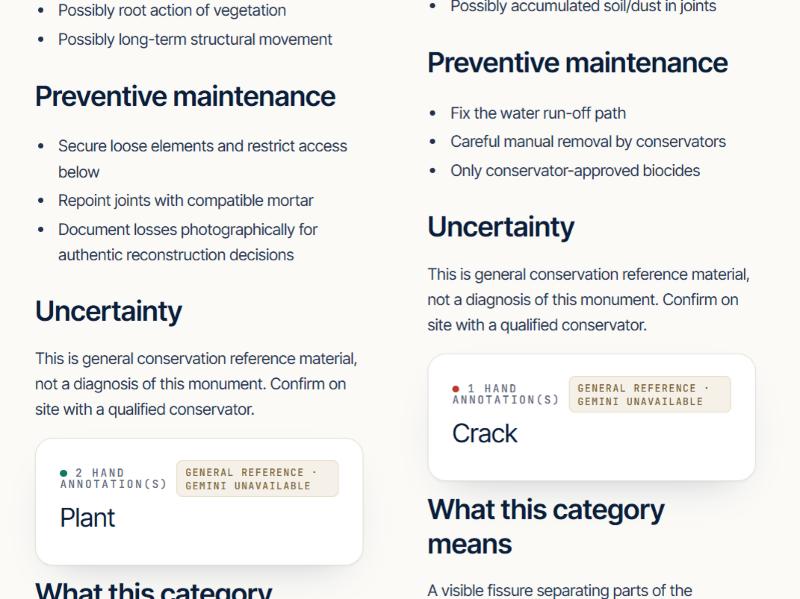 Possibly root action of vegetation
Possibly long-term structural movement
Preventive maintenance
Secure loose elements and restrict access
below
Repoint joints with compatible mortar
Document losses photographically for
authentic reconstruction decisions
Uncertainty
This is general conservation reference material,
not a diagnosis of this monument. Confirm on
site with a qualified conservator.
2 HAND
ANNOTATION(S)
GENERAL REFERENCE ·
GEMINI UNAVAILABLE
Plant
What this category
Possibly accumulated soil/dust in joints
Preventive maintenance
Fix the water run-off path
Careful manual removal by conservators
Only conservator-approved biocides
Uncertainty
This is general conservation reference material,
not a diagnosis of this monument. Confirm on
site with a qualified conservator.
1 HAND
ANNOTATION(S)
GENERAL REFERENCE ·
GEMINI UNAVAILABLE
Crack
What this category
means
A visible fissure separating parts of the